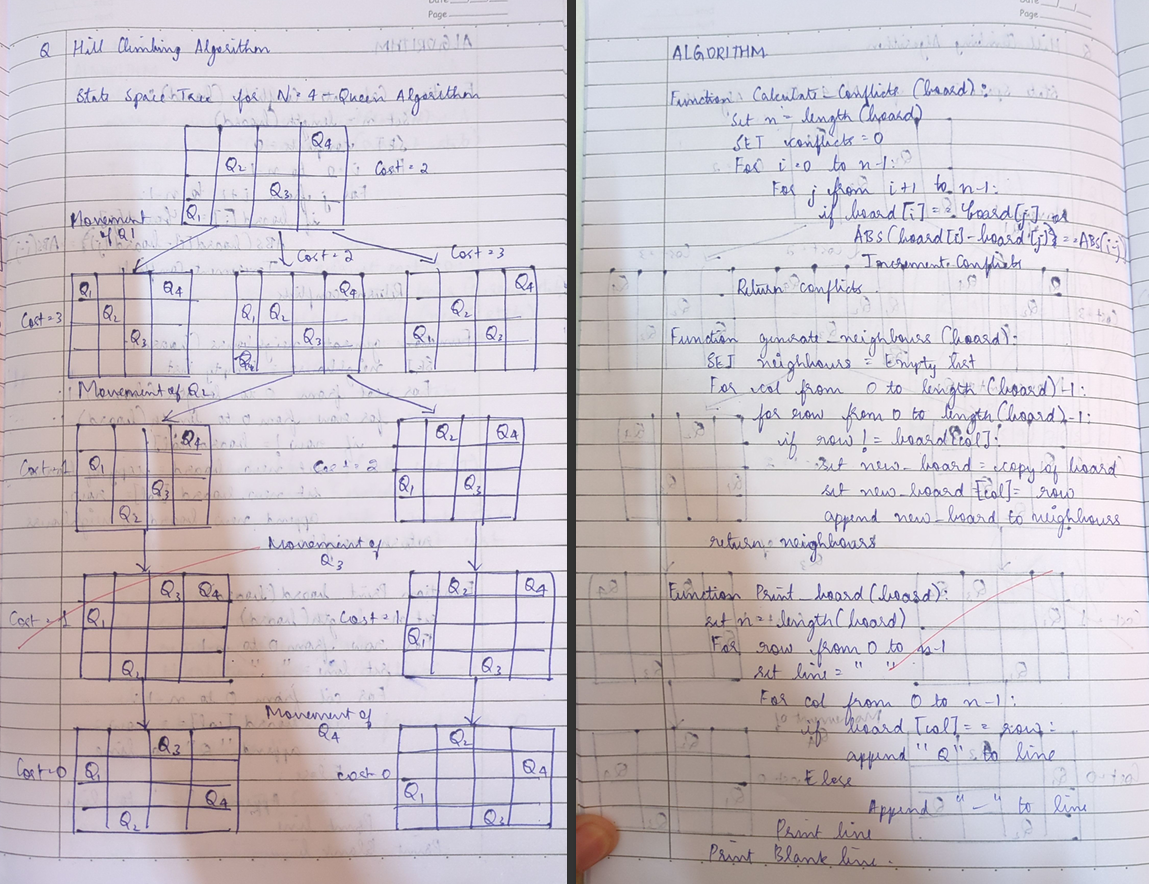 Date
Page
Q Hill Climbing Algorithm
State Space Tree for N=4-Queen Algorithm
Q4
Q2
Q3
Q1
Cost = 2
Movement of Q1
Cost = 2
Cost = 3
Q1 Q4
Q2
Q3
Cost = 3
Q4
Q1 Q2
Q3
Q4
Q2
Q1 Q3
Movement of Q2
Q4
Q1
Q3
Q2
Cost = 1
Q2 Q4
Q1 Q3
Cost = 2
Movement of
Q3
Q3 Q4
Q1
Q2
Cost = 1
Q2 Q4
Q1
Q3
Cost = 1
Movement of
Q4
Q3
Q1
Q4
Q2
Cost=0
Q2
Q4
Q1
Q3
cost=0
Date
Page
ALGORITHM
Function Calculate-Conflicts (board):
Set n = length (board)
SET conflicts = 0
For i=0 to n-1:
For j from i+1 to n-1:
if board[i] == board[j] or
ABS(board[i]-board[j]) == ABS(i-j)
Increment Conflicts
Return conflicts
Function generate_neighbours (board):
SET neighbours = Empty list
For col from 0 to length (board)-1:
for row from 0 to length(board)-1:
if row != board[col]:
set new_board = copy of board
set new_board [col] = row
append new_board to neighbours
return neighbours
Function Print_board (board):
set n = length(board)
For row from 0 to n-1
set line = " "
For col from 0 to n-1:
if board [col] == row:
append "Q" to line
Else
Append "-" to line
Print line
Print Blank line.